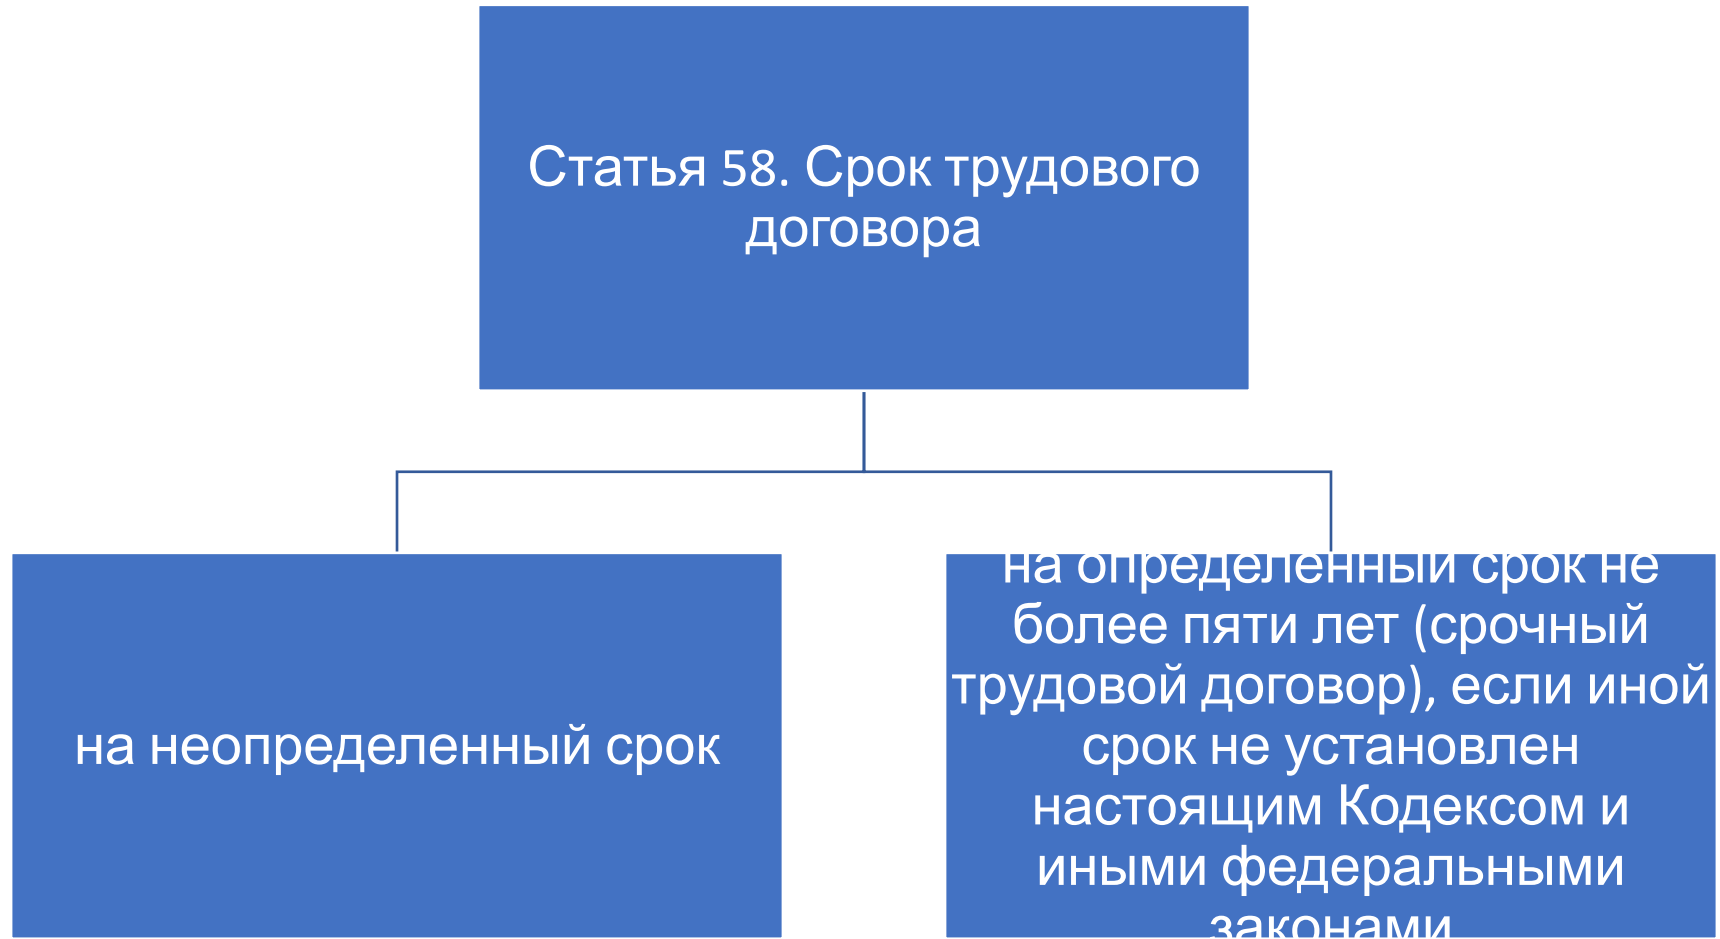 Статья 58. Срок трудового
договора
на неопределенный срок
на определенный срок не
более пяти лет (срочный
трудовой договор), если иной
срок не установлен
настоящим Кодексом и
иными федеральными
законами